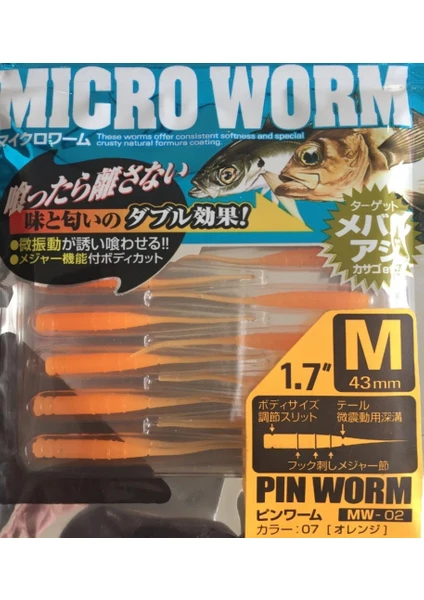 MICRO WORM
マイクロワーム
These worms offer consistent softness and special
crusty natural formura coating.
喰ったら離さない
味と匂いのダブル効果!
●微振動が誘い喰わせる!!
●メジャー機能付ボディカット
ターゲット
メバル
アジ
カサゴetc.
M
1.7"
43mm
ボディサイズ
調節スリット
テール
微震動用深溝
フック刺しメジャー節
PIN WORM
ピンワーム
MW-02
カラー:07 [オレンジ]